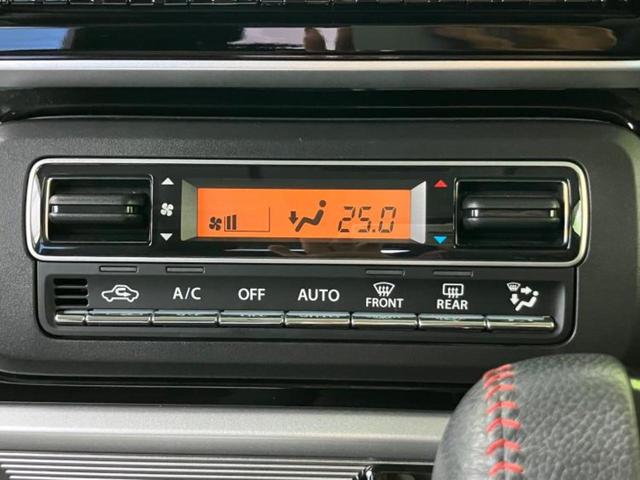 25.0
A/C OFF AUTO FRONT REAR